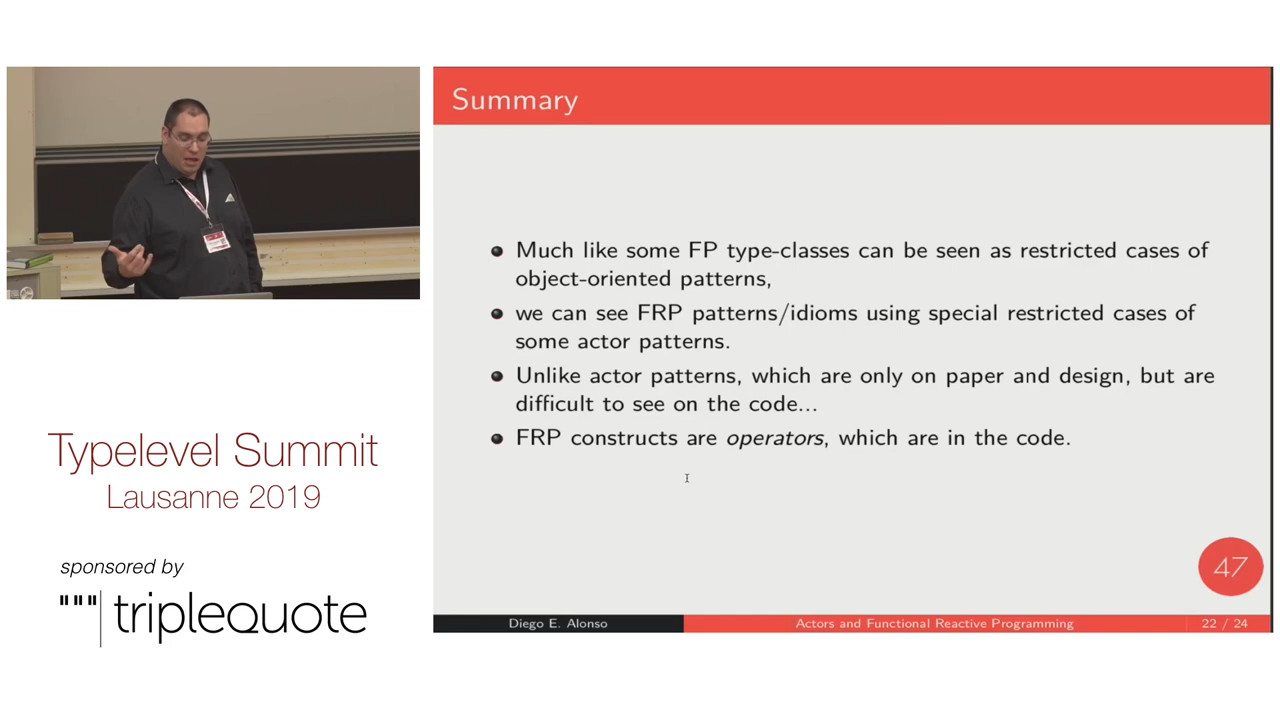 Summary
Much like some FP type-classes can be seen as restricted cases of
object-oriented patterns,
we can see FRP patterns/idioms using special restricted cases of
some actor patterns.
Unlike actor patterns, which are only on paper and design, but are
difficult to see on the code...
FRP constructs are operators, which are in the code.
Typelevel Summit
Lausanne 2019
sponsored by
""" triplequote
47
Diego E. Alonso
Actors and Functional Reactive Programming
22 / 24